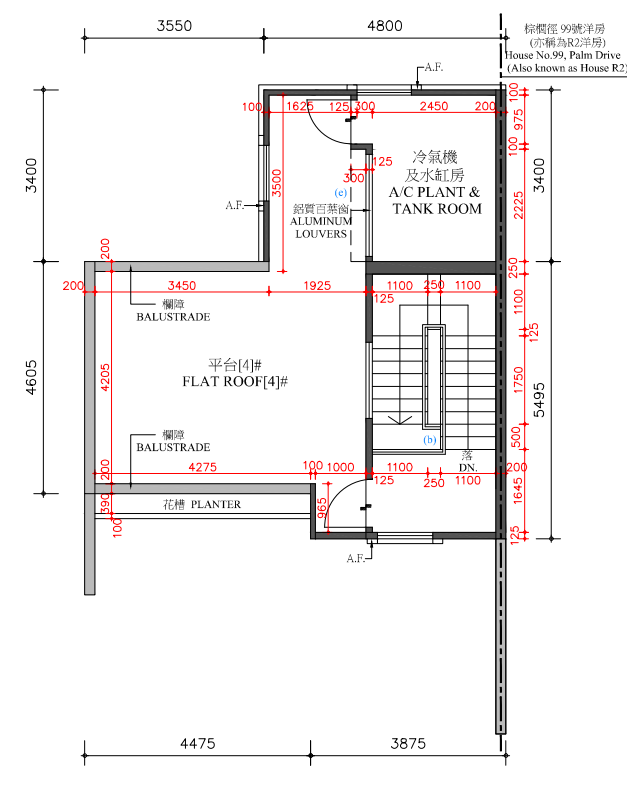 3550
4800
棕櫚徑 99號洋房
(亦稱為R2洋房)
House No.99, Palm Drive
(Also known as House R2)
A.F.
100
1625
125
300
2450
200
100
975
100
冷氣機
及水缸房
A/C PLANT &
TANK ROOM
125
300
(e)
3400
3500
3400
2225
A.F.
鋁質百葉窗
ALUMINUM
LOUVERS
200
250
200
3450
1925
125
1100
250
1100
1100
欄障
BALUSTRADE
125
平台[4]#
FLAT ROOF[4]#
4605
4205
1750
5495
欄障
BALUSTRADE
(b)
500
落
DN.
4275
100
1000
125
1100
250
1100
200
200
390
100
花槽 PLANTER
965
1645
125
A.F.
4475
3875